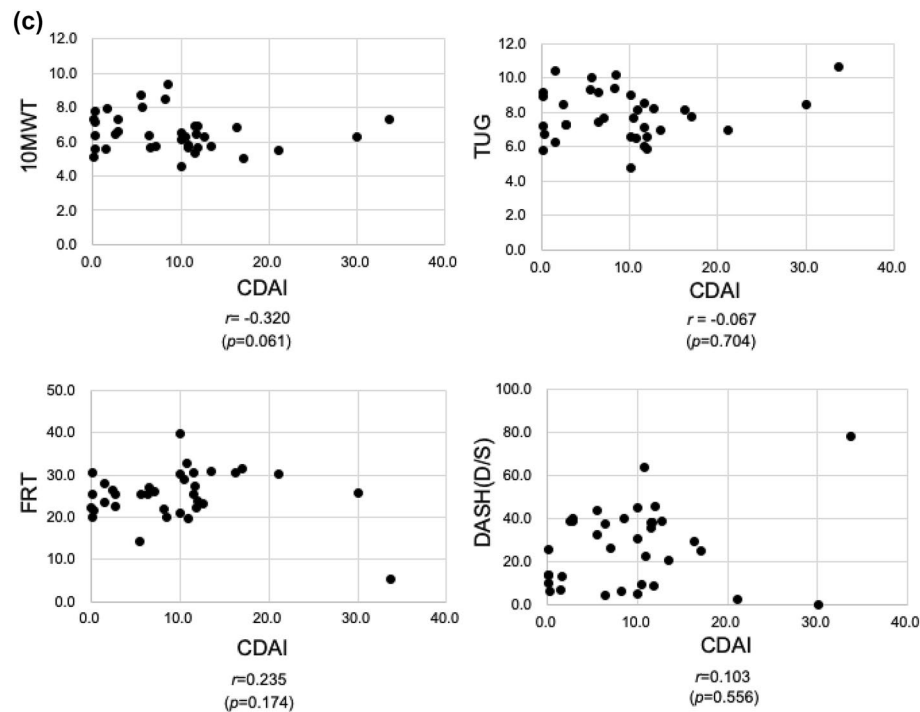 (c)
12.0
10.0
8.0
6.0
4.0
2.0
0.0
10MWT
0.0 10.0 20.0 30.0 40.0
CDAI
r= -0.320
(p=0.061)
12.0
10.0
8.0
6.0
4.0
2.0
0.0
TUG
0.0 10.0 20.0 30.0 40.0
CDAI
r = -0.067
(p=0.704)
50.0
40.0
30.0
20.0
10.0
0.0
FRT
0.0 10.0 20.0 30.0 40.0
CDAI
r=0.235
(p=0.174)
100.0
80.0
60.0
40.0
20.0
0.0
DASH(D/S)
0.0 10.0 20.0 30.0 40.0
CDAI
r=0.103
(p=0.556)